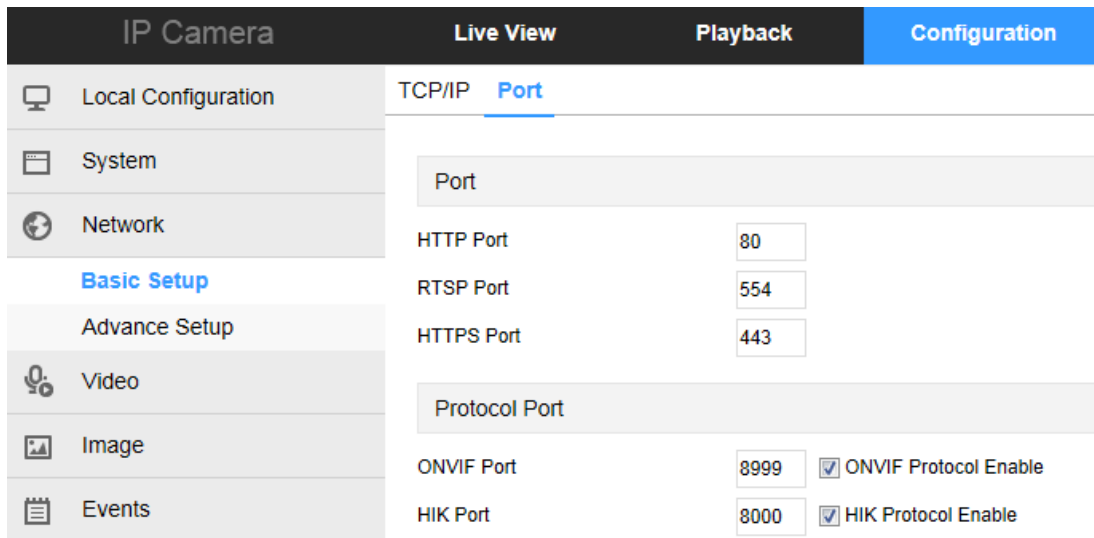 IP Camera Live View Playback Configuration
Local Configuration
System
Network
Basic Setup
Advance Setup
Video
Image
Events
TCP/IP Port
Port
HTTP Port 80
RTSP Port 554
HTTPS Port 443
Protocol Port
ONVIF Port 8999 ONVIF Protocol Enable
HIK Port 8000 HIK Protocol Enable